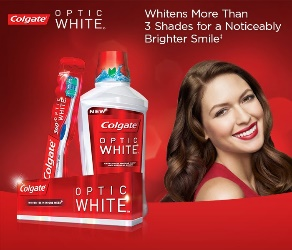 Colgate
OPTIC
WHITE
Whitens More Than
3 Shades for a Noticeably
Brighter Smile†
NEW
Colgate
OPTIC
WHITE
Colgate
OPTIC
WHITE